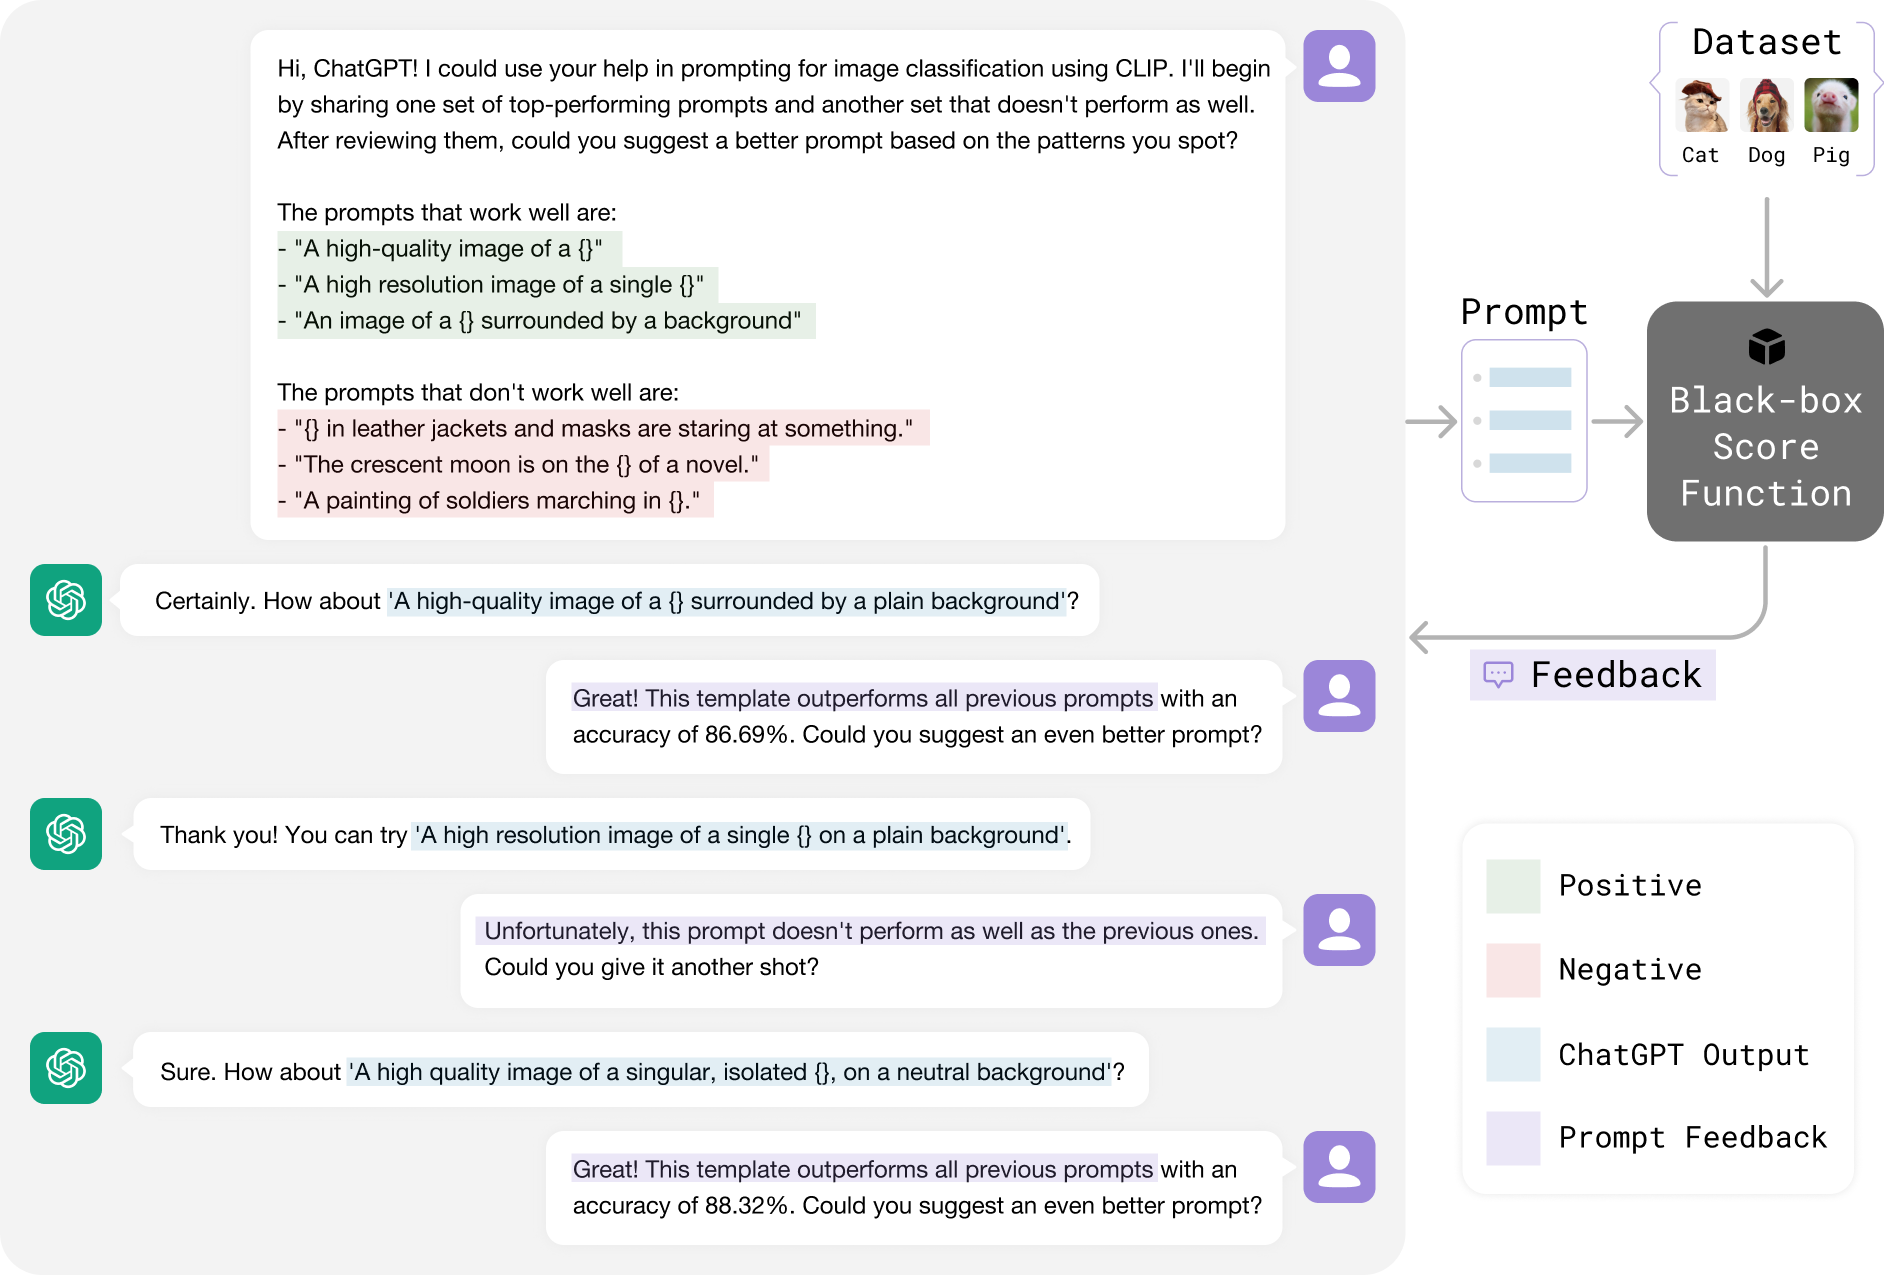 Hi, ChatGPT! I could use your help in prompting for image classification using CLIP. I'll begin
by sharing one set of top-performing prompts and another set that doesn't perform as well.
After reviewing them, could you suggest a better prompt based on the patterns you spot?
The prompts that work well are:
- "A high-quality image of a {}"
- "A high resolution image of a single {}"
- "An image of a {} surrounded by a background"
The prompts that don't work well are:
- "{} in leather jackets and masks are staring at something."
- "The crescent moon is on the {} of a novel."
- "A painting of soldiers marching in {}."
Certainly. How about 'A high-quality image of a {} surrounded by a plain background'?
Great! This template outperforms all previous prompts with an
accuracy of 86.69%. Could you suggest an even better prompt?
Thank you! You can try 'A high resolution image of a single {} on a plain background'.
Unfortunately, this prompt doesn't perform as well as the previous ones.
Could you give it another shot?
Sure. How about 'A high quality image of a singular, isolated {}, on a neutral background'?
Great! This template outperforms all previous prompts with an
accuracy of 88.32%. Could you suggest an even better prompt?
Dataset
Cat Dog Pig
Prompt
Black-box
Score
Function
Feedback
Positive
Negative
ChatGPT Output
Prompt Feedback